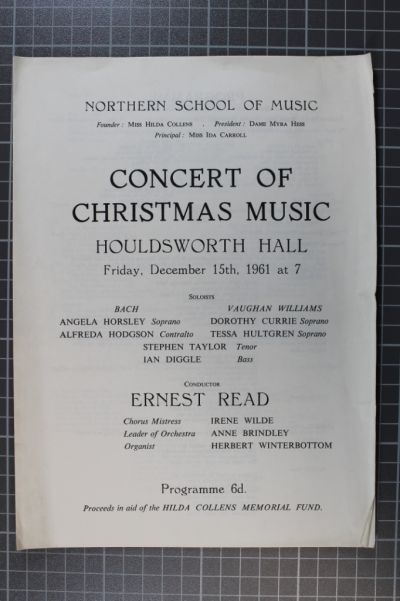 NORTHERN SCHOOL OF MUSIC
Founder: MISS HILDA COLLENS . President: DAME MYRA HESS
Principal: MISS IDA CARROLL
CONCERT OF
CHRISTMAS MUSIC
HOULDSWORTH HALL
Friday, December 15th, 1961 at 7
SOLOISTS
BACH VAUGHAN WILLIAMS
ANGELA HORSLEY Soprano DOROTHY CURRIE Soprano
ALFREDA HODGSON Contralto TESSA HULTGREN Soprano
STEPHEN TAYLOR Tenor
IAN DIGGLE Bass
CONDUCTOR
ERNEST READ
Chorus Mistress IRENE WILDE
Leader of Orchestra ANNE BRINDLEY
Organist HERBERT WINTERBOTTOM
Programme 6d.
Proceeds in aid of the HILDA COLLENS MEMORIAL FUND.